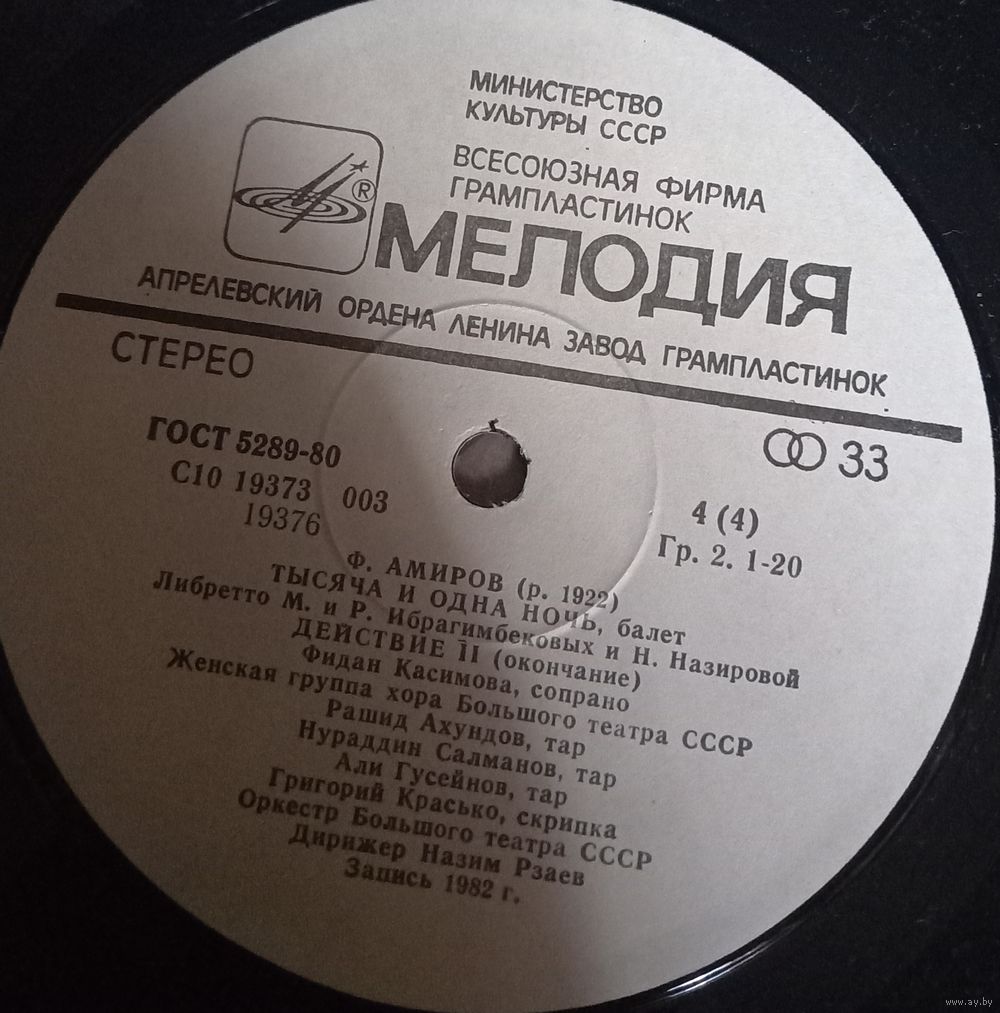 МИНИСТЕРСТВО
КУЛЬТУРЫ СССР
ВСЕСОЮЗНАЯ ФИРМА
ГРАМПЛАСТИНОК
®
МЕЛОДИЯ
АПРЕЛЕВСКИЙ ОРДЕНА ЛЕНИНА ЗАВОД ГРАМПЛАСТИНОК
СТЕРЕО
33
ГОСТ 5289-80
С10 19373 003
19376
4 (4)
Гр. 2. 1-20
Ф. АМИРОВ (р. 1922)
ТЫСЯЧА И ОДНА НОЧЬ, балет
Либретто М. и Р. Ибрагимбековых и Н. Назировой
ДЕЙСТВИЕ II (окончание)
Фидан Касимова, сопрано
Женская группа хора Большого театра СССР
Рашид Ахундов, тар
Нураддин Салманов, тар
Али Гусейнов, тар
Григорий Красько, скрипка
Оркестр Большого театра СССР
Дирижер Назим Рзаев
Запись 1982 г.
www.ay.by